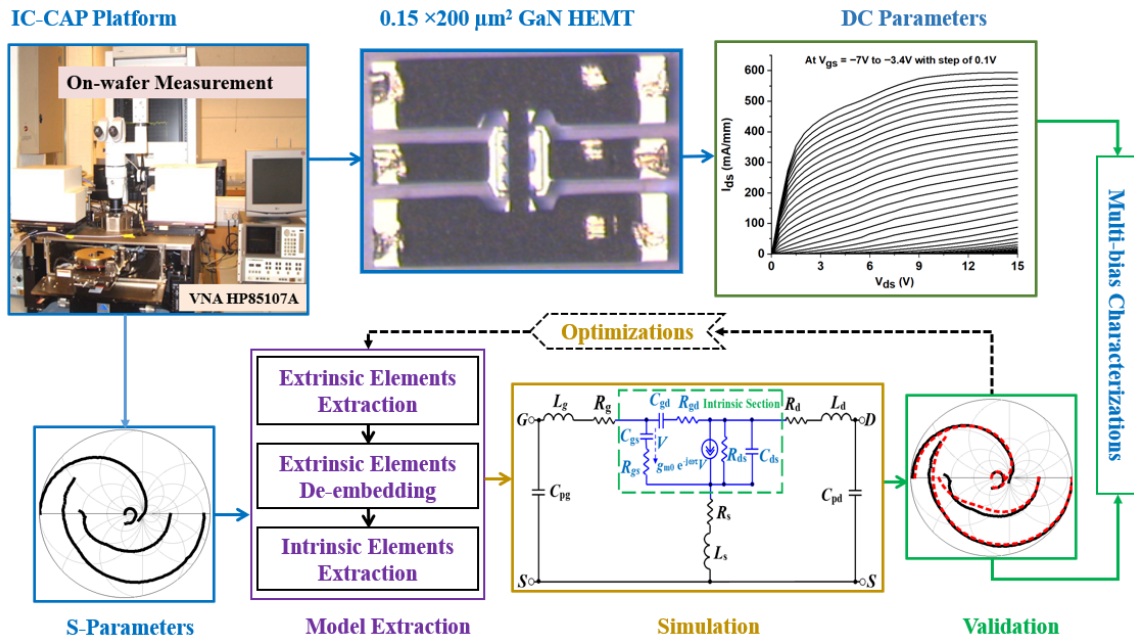 IC-CAP Platform
0.15 ×200 μm² GaN HEMT
DC Parameters
On-wafer Measurement
VNA HP85107A
At Vgs = −7V to −3.4V with step of 0.1V
600
500
400
300
200
100
0
Ids (mA/mm)
0 3 6 9 12 15
Vds (V)
Multi-bias Characterizations
Optimizations
Extrinsic Elements
Extraction
Extrinsic Elements
De-embedding
Intrinsic Elements
Extraction
G
Lg
Rg
Cgd
Rgd
Intrinsic Section
Rd
Ld
D
Cgs
V
Rgs
gm0 e-jωτV
Rds
Cds
Cpg
Cpd
Rs
Ls
S
S
S-Parameters
Model Extraction
Simulation
Validation